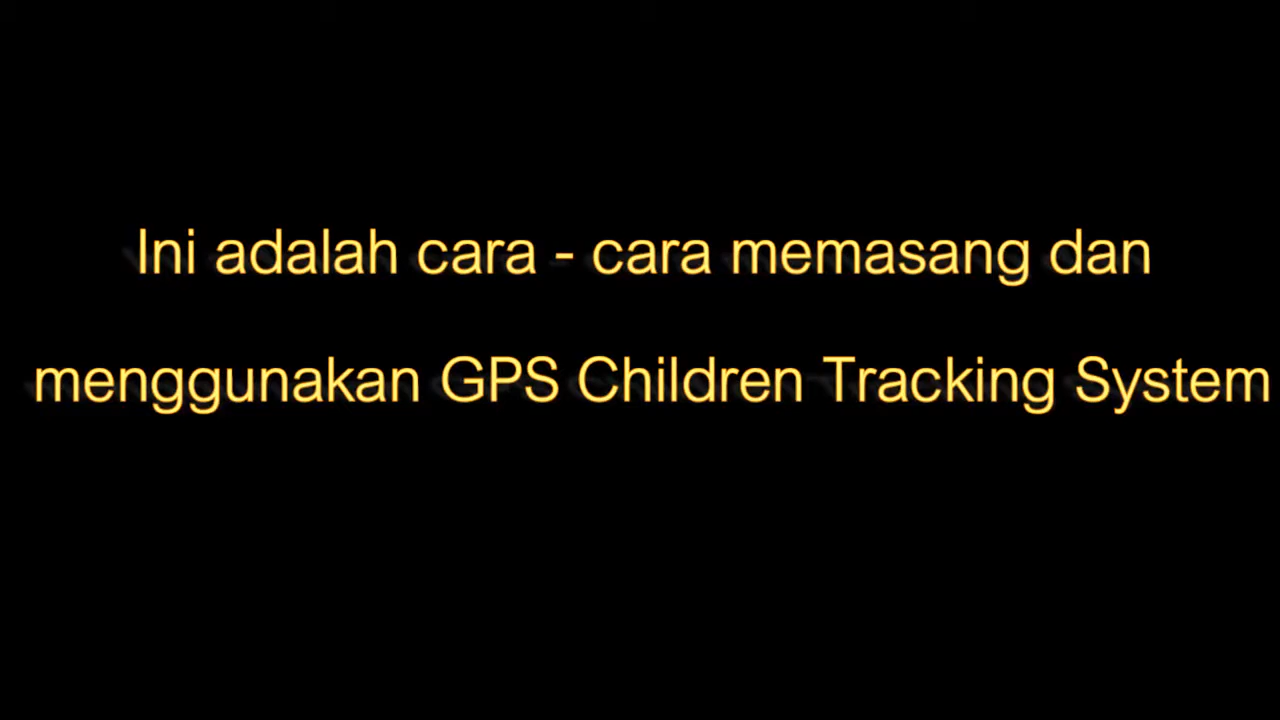 Ini adalah cara - cara memasang dan
menggunakan GPS Children Tracking System